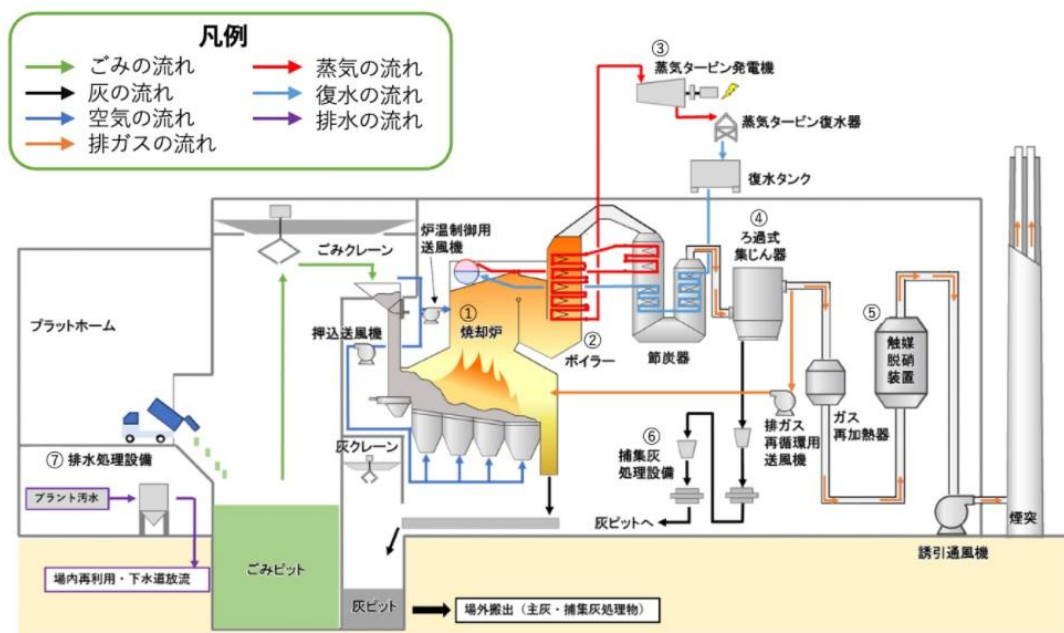 凡例
ごみの流れ
灰の流れ
空気の流れ
排ガスの流れ
蒸気の流れ
復水の流れ
排水の流れ
③
蒸気タービン発電機
蒸気タービン復水器
復水タンク
ごみクレーン
炉温制御用
送風機
④
ろ過式
集じん器
プラットホーム
押込送風機
①
焼却炉
②
ボイラー
節炭器
⑤
触媒
脱硝
装置
ガス
再加熱器
排ガス
再循環用
送風機
灰クレーン
⑥
捕集灰
処理設備
⑦ 排水処理設備
プラント汚水
灰ピットへ
煙突
誘引通風機
場内再利用・下水道放流
ごみピット
灰ピット
場外搬出（主灰・捕集灰処理物）